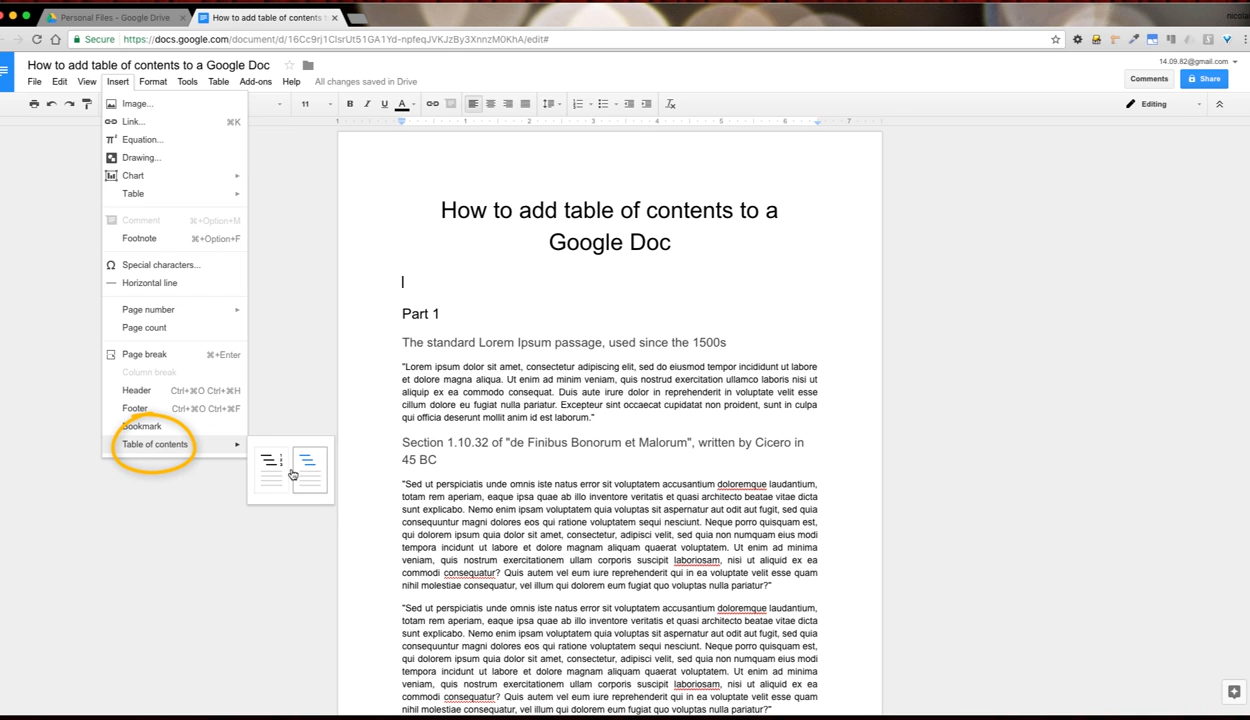 Personal Files - Google Drive
How to add table of contents
nicolai
Secure https://docs.google.com/document/d/16Cc9rj1ClsrUt51GA1Yd-npfeqJVKJzBy3XnnzM0KhA/edit#
How to add table of contents to a Google Doc
14.09.82@gmail.com
File Edit View Insert Format Tools Table Add-ons Help All changes saved in Drive
Comments Share
11 B I U A Editing
1 1 2 3 4 5 6 7
Image...
Link... ⌘K
Equation...
Drawing...
Chart
Table
Comment ⌘+Option+M
Footnote ⌘+Option+F
Special characters...
Horizontal line
Page number
Page count
Page break ⌘+Enter
Column break
Header Ctrl+⌘O Ctrl+⌘H
Footer Ctrl+⌘O Ctrl+⌘F
Bookmark
Table of contents
How to add table of contents to a
Google Doc
Part 1
The standard Lorem Ipsum passage, used since the 1500s
"Lorem ipsum dolor sit amet, consectetur adipiscing elit, sed do eiusmod tempor incididunt ut labore
et dolore magna aliqua. Ut enim ad minim veniam, quis nostrud exercitation ullamco laboris nisi ut
aliquip ex ea commodo consequat. Duis aute irure dolor in reprehenderit in voluptate velit esse
cillum dolore eu fugiat nulla pariatur. Excepteur sint occaecat cupidatat non proident, sunt in culpa
qui officia deserunt mollit anim id est laborum."
Section 1.10.32 of "de Finibus Bonorum et Malorum", written by Cicero in
45 BC
"Sed ut perspiciatis unde omnis iste natus error sit voluptatem accusantium doloremque laudantium,
totam rem aperiam, eaque ipsa quae ab illo inventore veritatis et quasi architecto beatae vitae dicta
sunt explicabo. Nemo enim ipsam voluptatem quia voluptas sit aspernatur aut odit aut fugit, sed quia
consequuntur magni dolores eos qui ratione voluptatem sequi nesciunt. Neque porro quisquam est,
qui dolorem ipsum quia dolor sit amet, consectetur, adipisci velit, sed quia non numquam eius modi
tempora incidunt ut labore et dolore magnam aliquam quaerat voluptatem. Ut enim ad minima
veniam, quis nostrum exercitationem ullam corporis suscipit laboriosam, nisi ut aliquid ex ea
commodi consequatur? Quis autem vel eum iure reprehenderit qui in ea voluptate velit esse quam
nihil molestiae consequatur, vel illum qui dolorem eum fugiat quo voluptas nulla pariatur?"
"Sed ut perspiciatis unde omnis iste natus error sit voluptatem accusantium doloremque laudantium,
totam rem aperiam, eaque ipsa quae ab illo inventore veritatis et quasi architecto beatae vitae dicta
sunt explicabo. Nemo enim ipsam voluptatem quia voluptas sit aspernatur aut odit aut fugit, sed quia
consequuntur magni dolores eos qui ratione voluptatem sequi nesciunt. Neque porro quisquam est,
qui dolorem ipsum quia dolor sit amet, consectetur, adipisci velit, sed quia non numquam eius modi
tempora incidunt ut labore et dolore magnam aliquam quaerat voluptatem. Ut enim ad minima
veniam, quis nostrum exercitationem ullam corporis suscipit laboriosam, nisi ut aliquid ex ea
commodi consequatur? Quis autem vel eum iure reprehenderit qui in ea voluptate velit esse quam
nihil molestiae consequatur, vel illum qui dolorem eum fugiat quo voluptas nulla pariatur?"